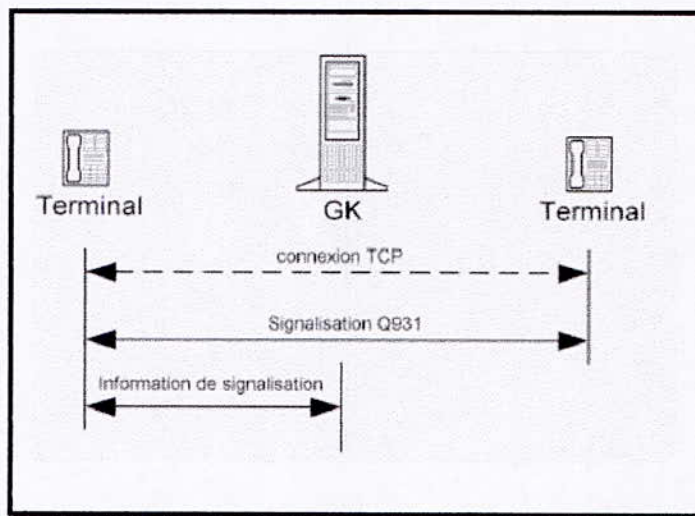 Terminal
GK
Terminal
connexion TCP
Signalisation Q931
Information de signalisation